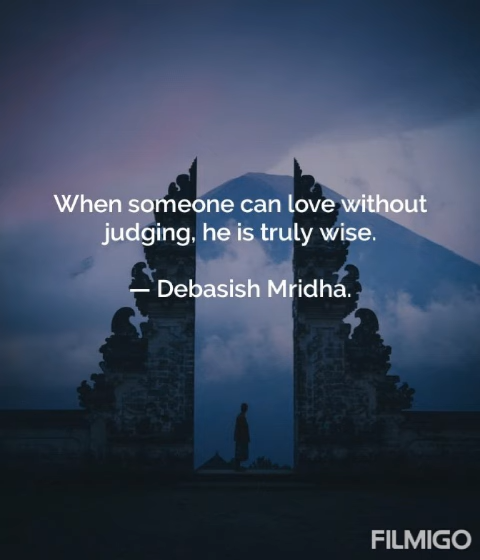 When someone can love without
judging, he is truly wise.
— Debasish Mridha.
FILMIGO